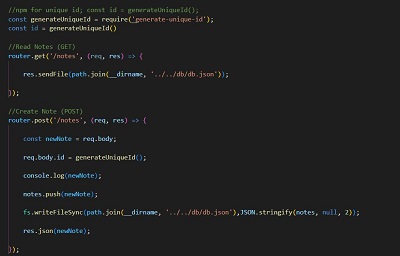 //npm for unique id; const id = generateUniqueId();
const generateUniqueId = require('generate-unique-id');
const id = generateUniqueId()
//Read Notes (GET)
router.get('/notes', (req, res) => {
res.sendFile(path.join(__dirname, '../../db/db.json'));
});
//Create Note (POST)
router.post('/notes', (req, res) => {
const newNote = req.body;
req.body.id = generateUniqueId();
console.log(newNote);
notes.push(newNote);
fs.writeFileSync(path.join(__dirname, '../../db/db.json'),JSON.stringify(notes, null, 2));
res.json(newNote);
});